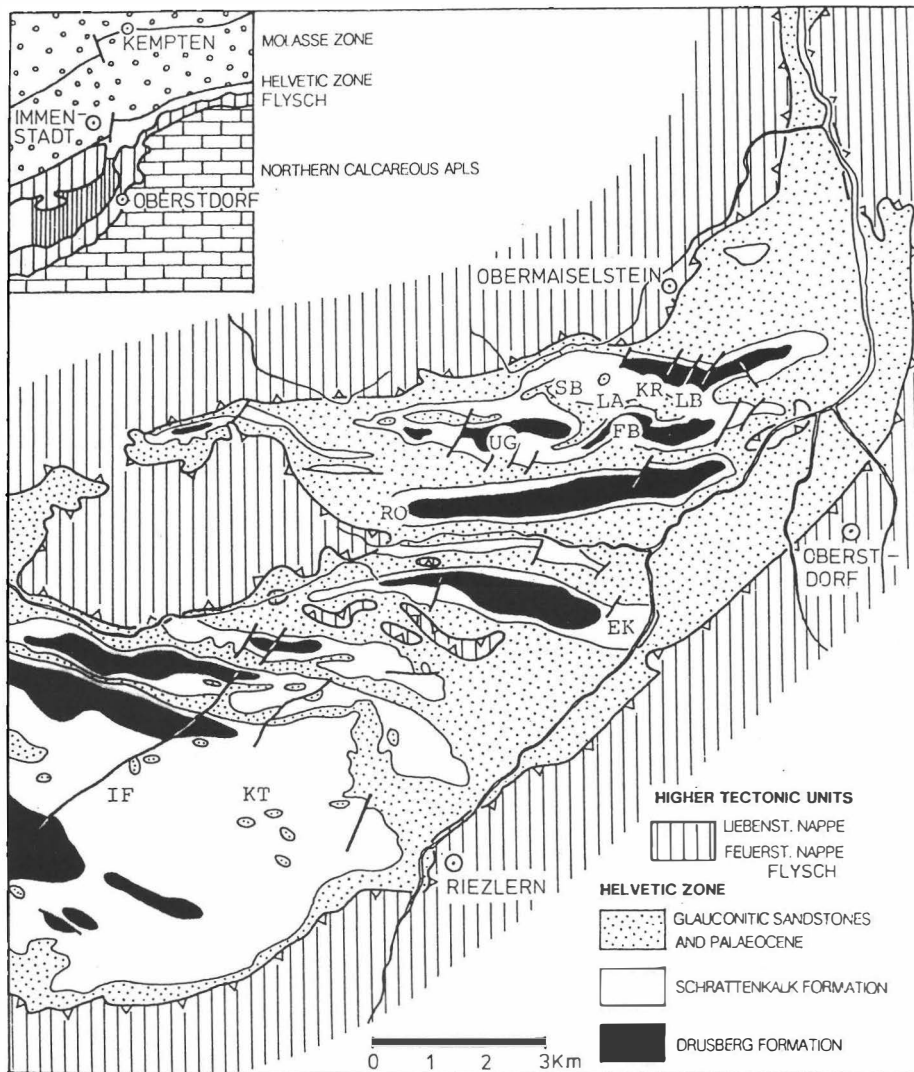 KEMPTEN
MOLASSE ZONE
HELVETIC ZONE
FLYSCH
IMMEN-
STADT
NORTHERN CALCAREOUS APLS
OBERSTDORF
OBERMAISELSTEIN
SB
KR
LA
LB
UG
FB
RO
OBERST-
DORF
EK
IF
KT
RIEZLERN
HIGHER TECTONIC UNITS
LIEBENST. NAPPE
FEUERST. NAPPE
FLYSCH
HELVETIC ZONE
GLAUCONITIC SANDSTONES
AND PALAEOCENE
SCHRATTENKALK FORMATION
DRUSBERG FORMATION
0 1 2 3Km